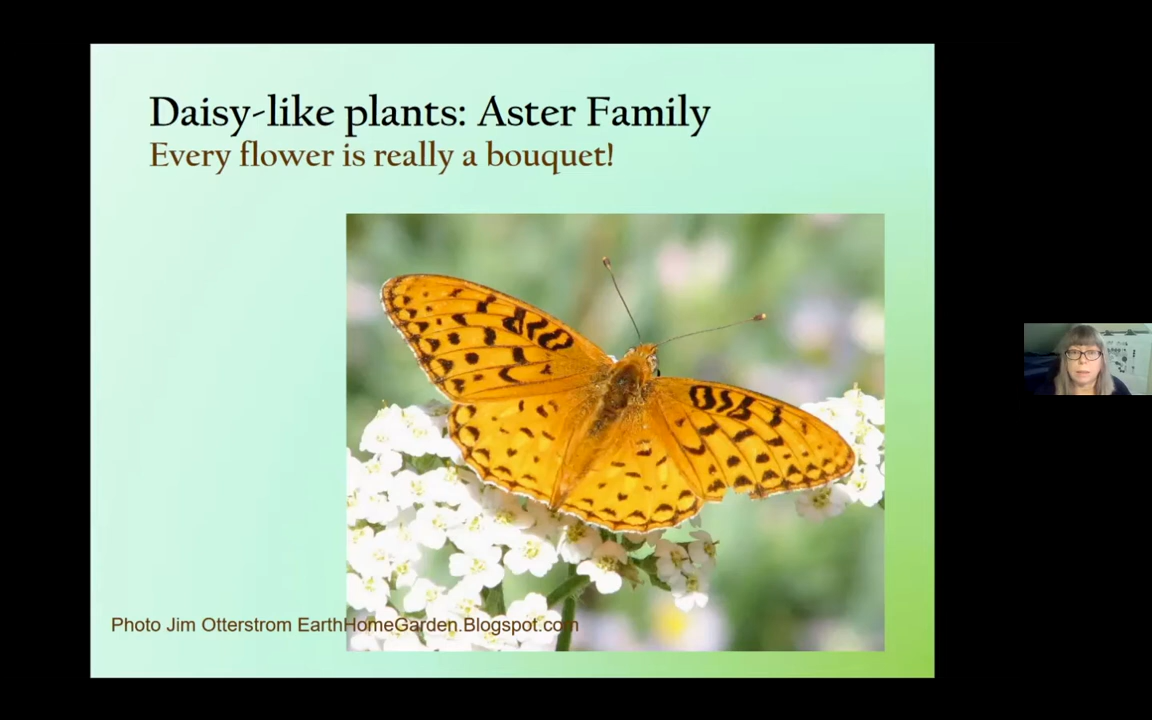 Daisy-like plants: Aster Family
Every flower is really a bouquet!
Photo Jim Otterstrom EarthHomeGarden.Blogspot.com